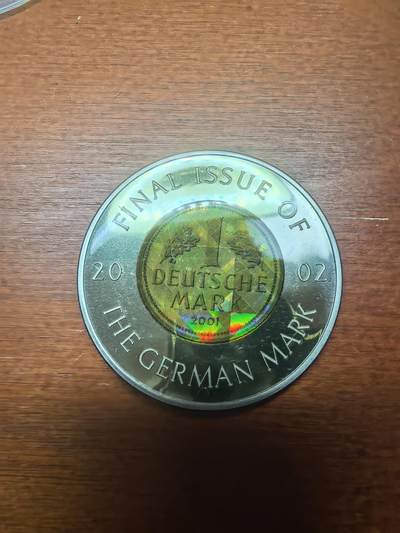 FINAL ISSUE OF
20 02
1
DEUTSCHE
MARK
2001
THE GERMAN MARK